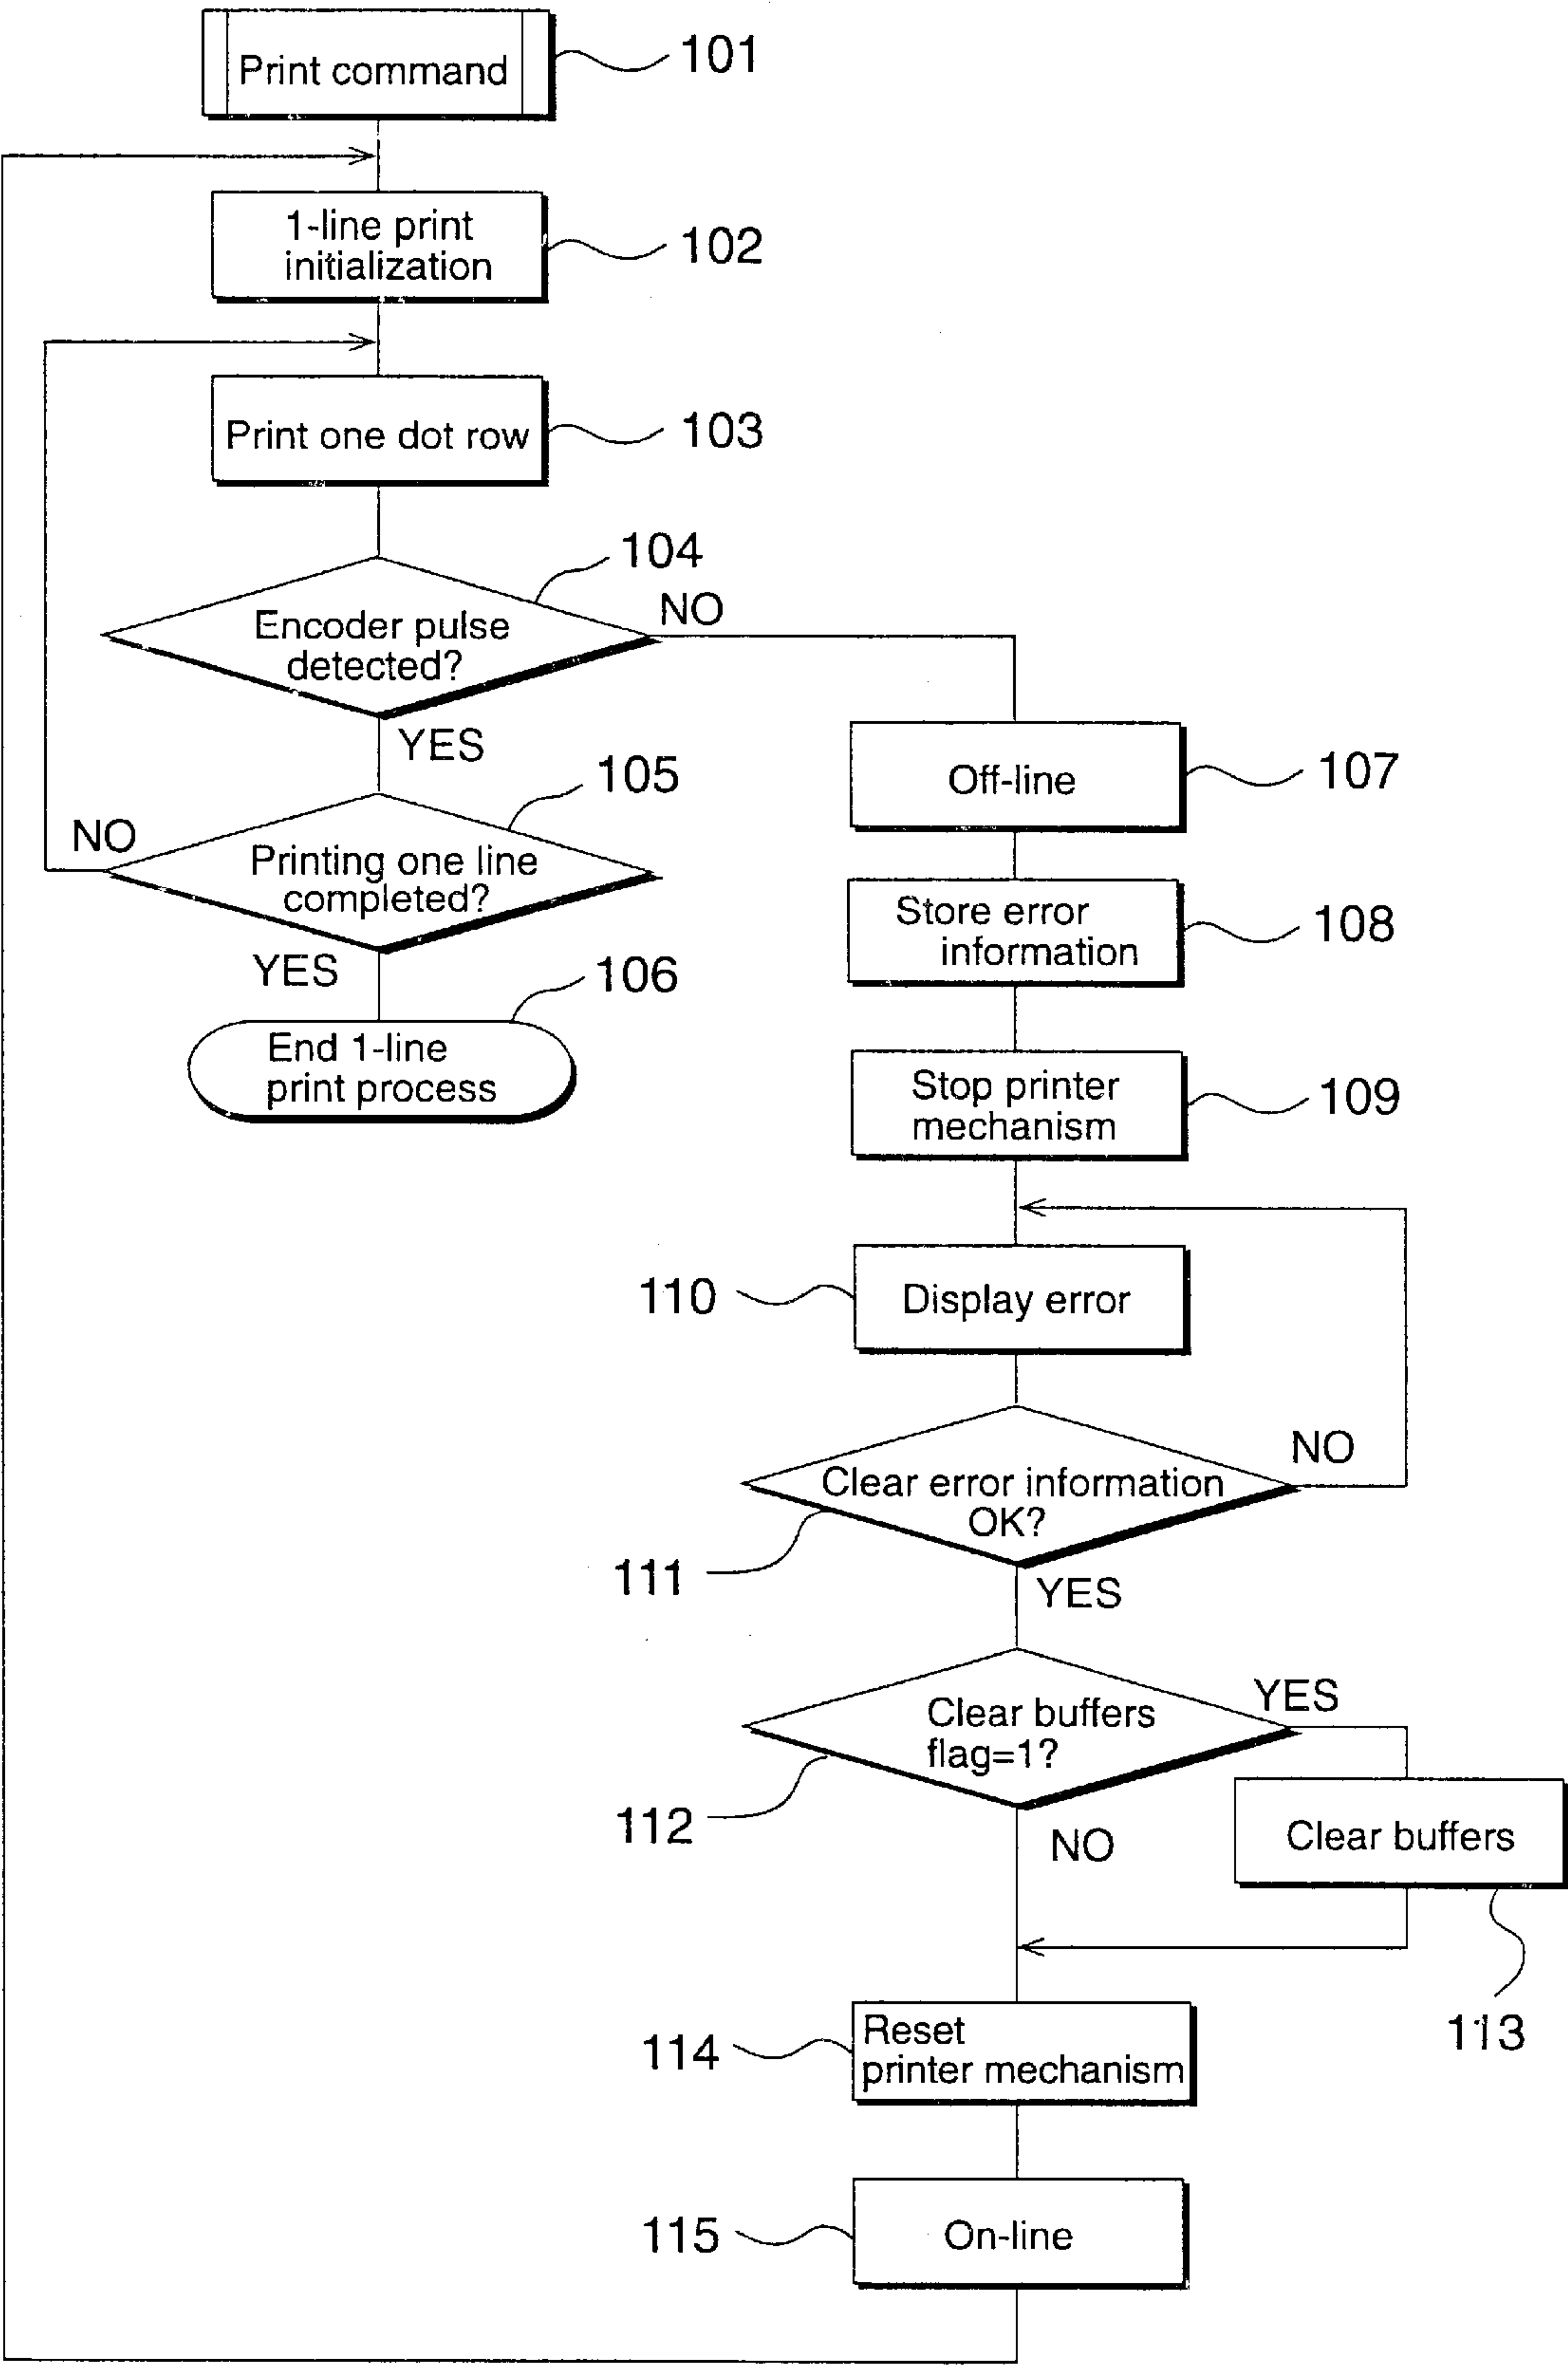 Print command
101
1-line print
initialization
102
Print one dot row
103
104
Encoder pulse
detected?
NO
YES
105
Printing one line
completed?
NO
YES
106
End 1-line
print process
Off-line
107
Store error
information
108
Stop printer
mechanism
109
110
Display error
Clear error information
OK?
NO
111
YES
Clear buffers
flag=1?
YES
112
NO
Clear buffers
113
114
Reset
printer mechanism
115
On-line